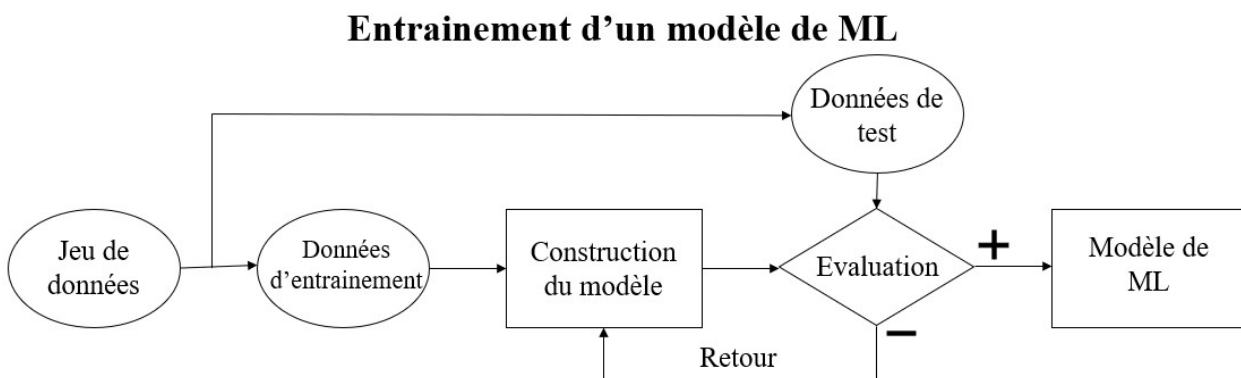 Entrainement d’un modèle de ML
Données de
test
Jeu de
données
Données
d’entrainement
Construction
du modèle
Evaluation
+
Modèle de
ML
−
Retour